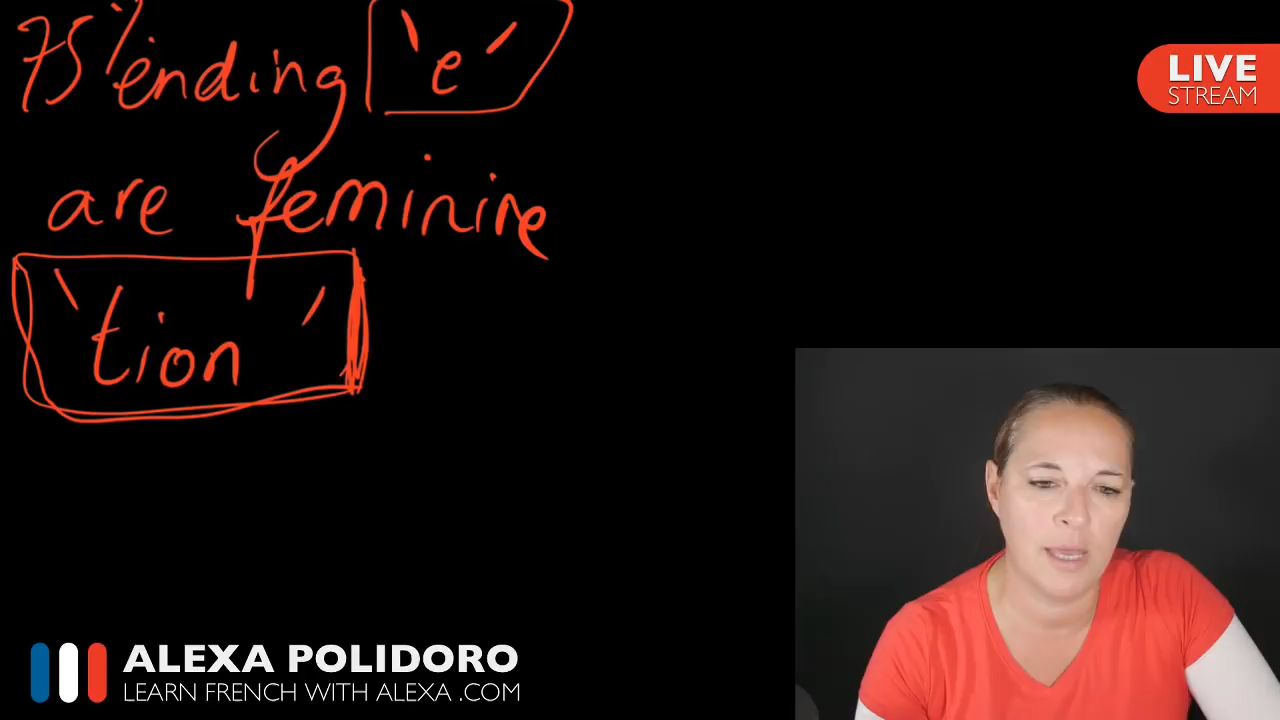 75% ending 'e'
are feminine
'tion'
LIVE
STREAM
ALEXA POLIDORO
LEARN FRENCH WITH ALEXA .COM